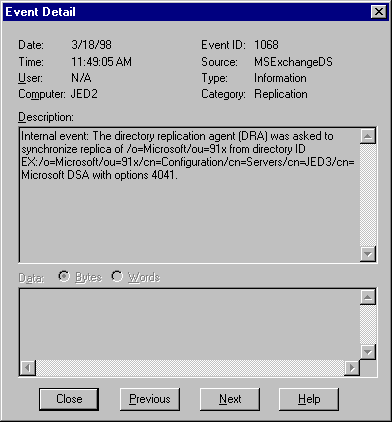 Event Detail
Date: 3/18/98 Event ID: 1068
Time: 11:49:05 AM Source: MSExchangeDS
User: N/A Type: Information
Computer: JED2 Category: Replication
Description:
Internal event: The directory replication agent (DRA) was asked to
synchronize replica of /o=Microsoft/ou=91x from directory ID
EX:/o=Microsoft/ou=91x/cn=Configuration/cn=Servers/cn=JED3/cn=
Microsoft DSA with options 4041.
Data: Bytes Words
Close Previous Next Help